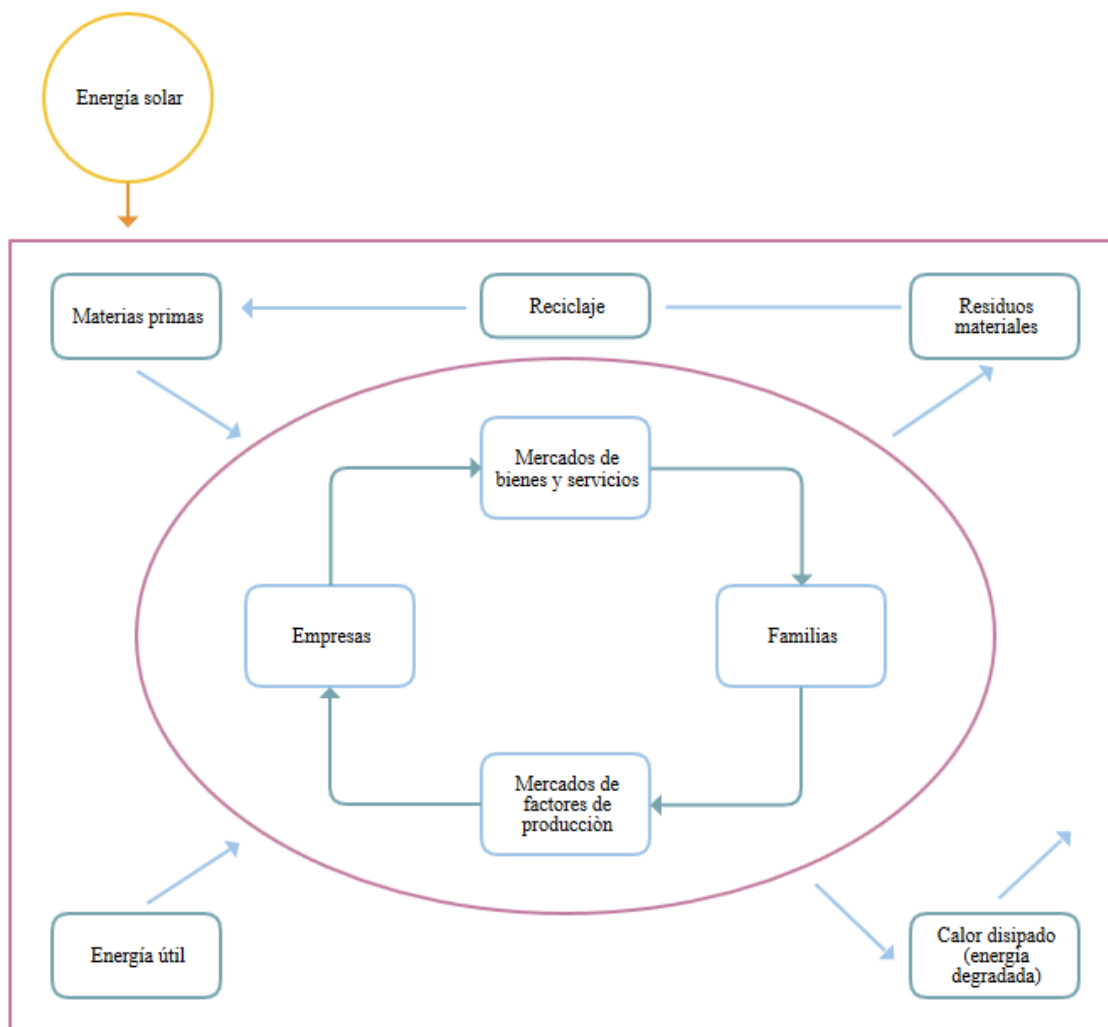 Energía solar
Materias primas
Reciclaje
Residuos
materiales
Mercados de
bienes y servicios
Empresas
Familias
Mercados de
factores de
producciòn
Energía útil
Calor disipado
(energía
degradada)